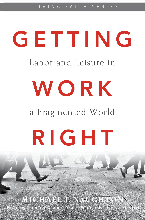 GETTING
Labor and Leisure in
WORK
a Fragmented World
RIGHT
MICHAEL J. NAUGHTON